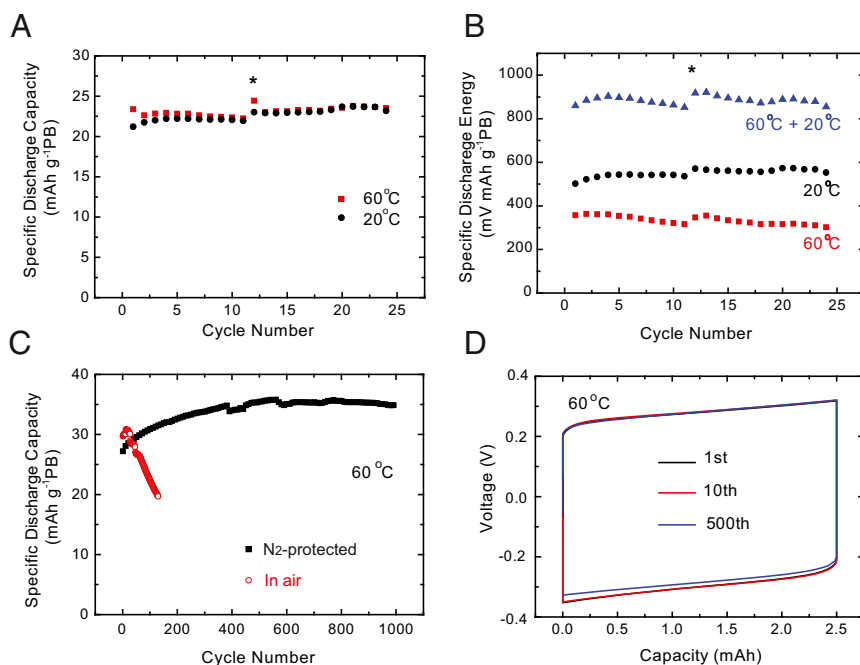 A
Specific Discharge Capacity
(mAh g⁻¹PB)
30
25
20
15
10
5
0
*
60°C
20°C
0 5 10 15 20 25
Cycle Number
B
Specific Discharege Energy
(mV mAh g⁻¹PB)
1000
800
600
400
200
0
*
60°C + 20°C
20°C
60°C
0 5 10 15 20 25
Cycle Number
C
Specific Discharge Capacity
(mAh g⁻¹PB)
40
35
30
25
20
15
10
5
0
60 °C
N2-protected
In air
0 200 400 600 800 1000
Cycle Number
D
Voltage (V)
0.4
0.2
0.0
-0.2
-0.4
60°C
1st
10th
500th
0.0 0.5 1.0 1.5 2.0 2.5
Capacity (mAh)